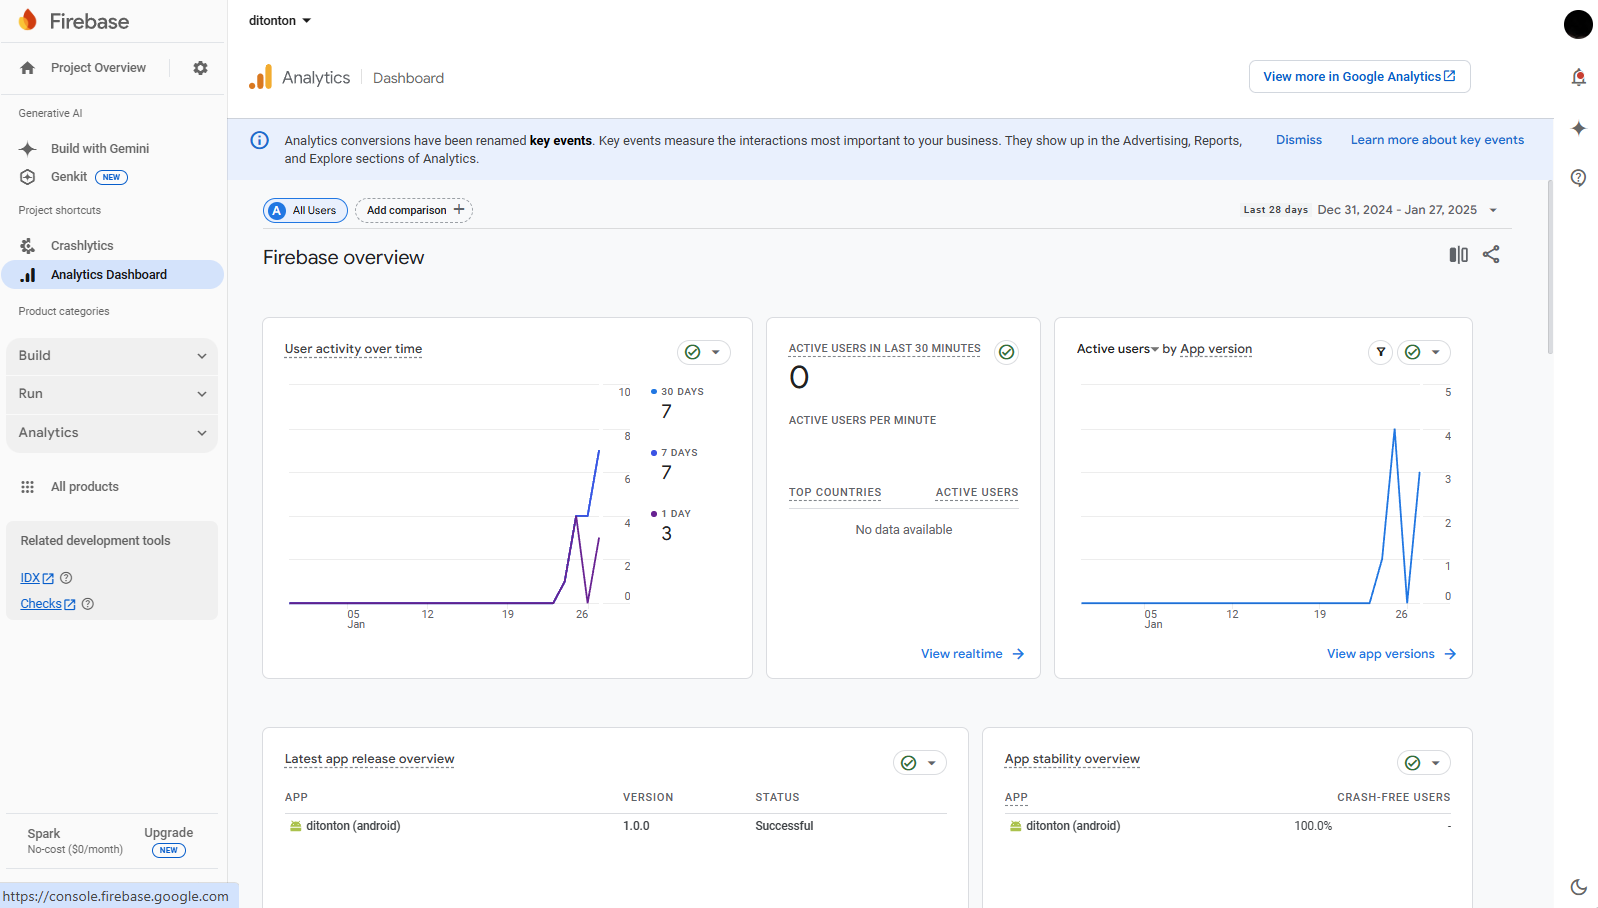 Firebase
ditonton
Project Overview
Analytics
Dashboard
View more in Google Analytics
Generative AI
Build with Gemini
Genkit NEW
Project shortcuts
Crashlytics
Analytics Dashboard
Product categories
Build
Run
Analytics
All products
Related development tools
IDX
Checks
Spark
No-cost ($0/month)
Upgrade
NEW
https://console.firebase.google.com
Analytics conversions have been renamed key events. Key events measure the interactions most important to your business. They show up in the Advertising, Reports,
and Explore sections of Analytics.
Dismiss
Learn more about key events
A All Users
Add comparison
Last 28 days Dec 31, 2024 - Jan 27, 2025
Firebase overview
User activity over time
10
8
6
4
2
0
05
Jan
12
19
26
30 DAYS
7
7 DAYS
7
1 DAY
3
ACTIVE USERS IN LAST 30 MINUTES
0
ACTIVE USERS PER MINUTE
TOP COUNTRIES ACTIVE USERS
No data available
View realtime
Active users by App version
5
4
3
2
1
0
05
Jan
12
19
26
View app versions
Latest app release overview
APP VERSION STATUS
ditonton (android) 1.0.0 Successful
App stability overview
APP CRASH-FREE USERS
ditonton (android) 100.0% -